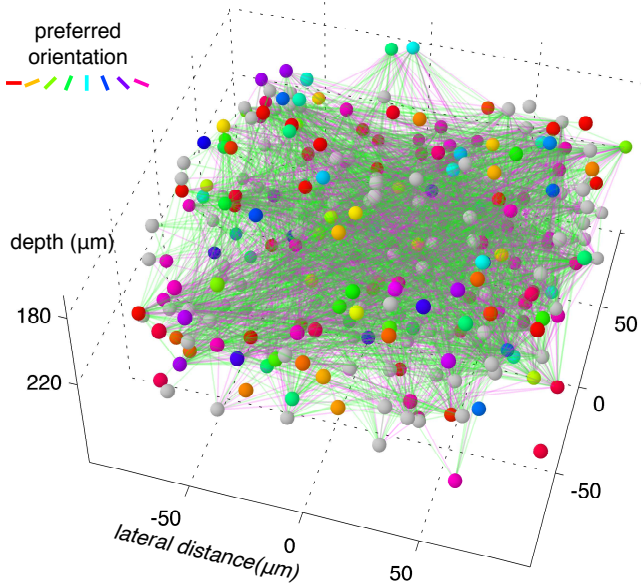 preferred
orientation
depth (μm)
180
220
50
0
-50
-50
0
50
lateral distance(μm)